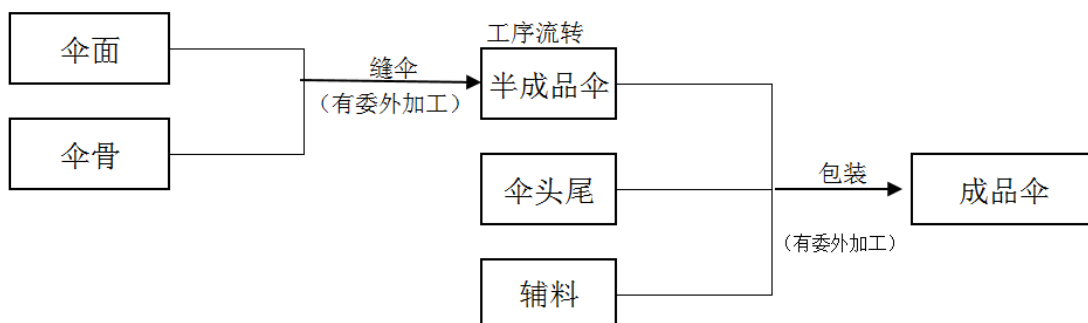 伞面
伞骨
缝伞
（有委外加工）
工序流转
半成品伞
伞头尾
辅料
包装
（有委外加工）
成品伞